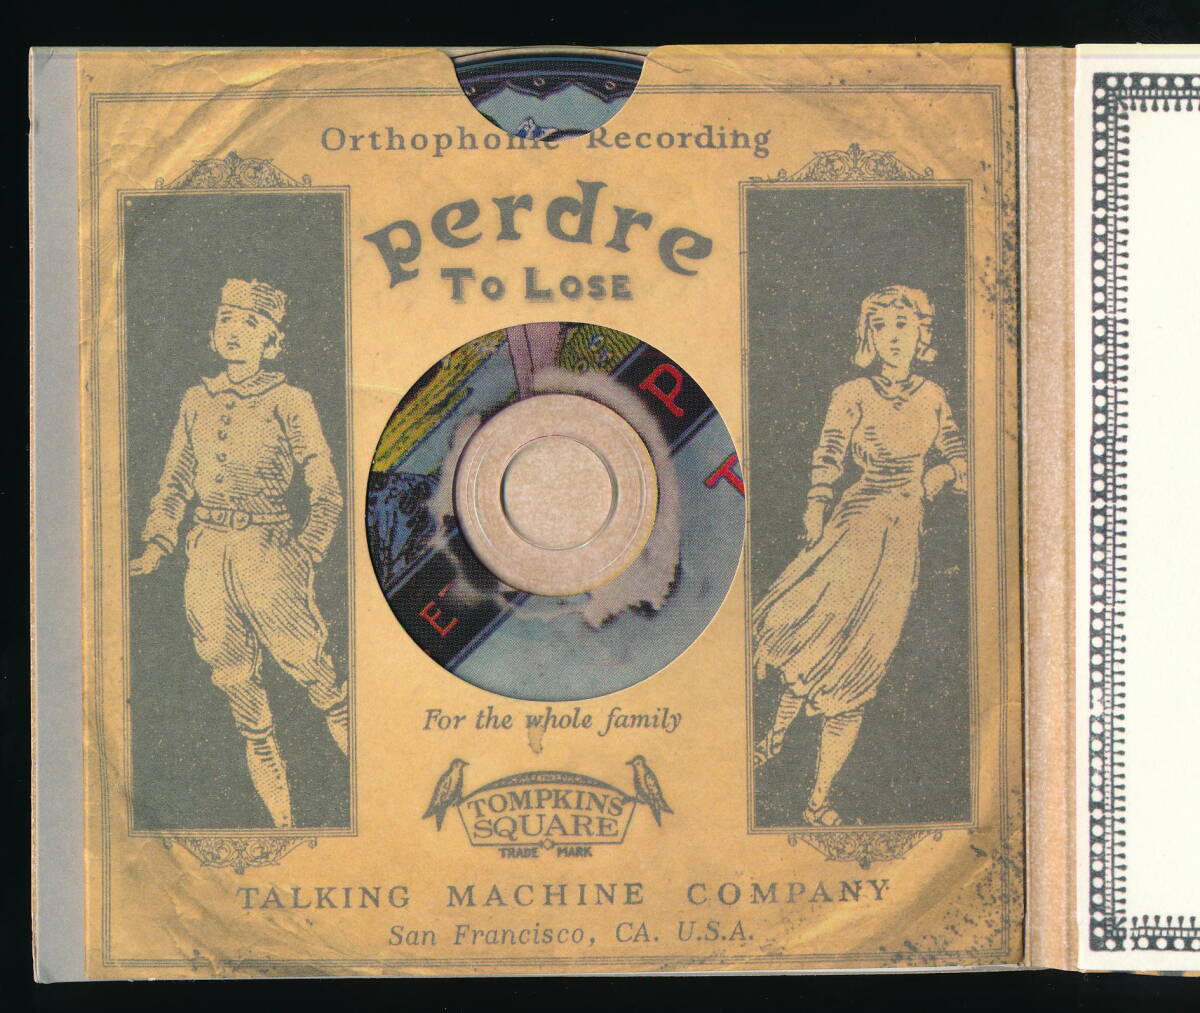 Orthophonic Recording
Perdre
To Lose
P
T
E
For the whole family
TOMPKINS
SQUARE
TRADE MARK
TALKING MACHINE COMPANY
San Francisco, CA. U.S.A.